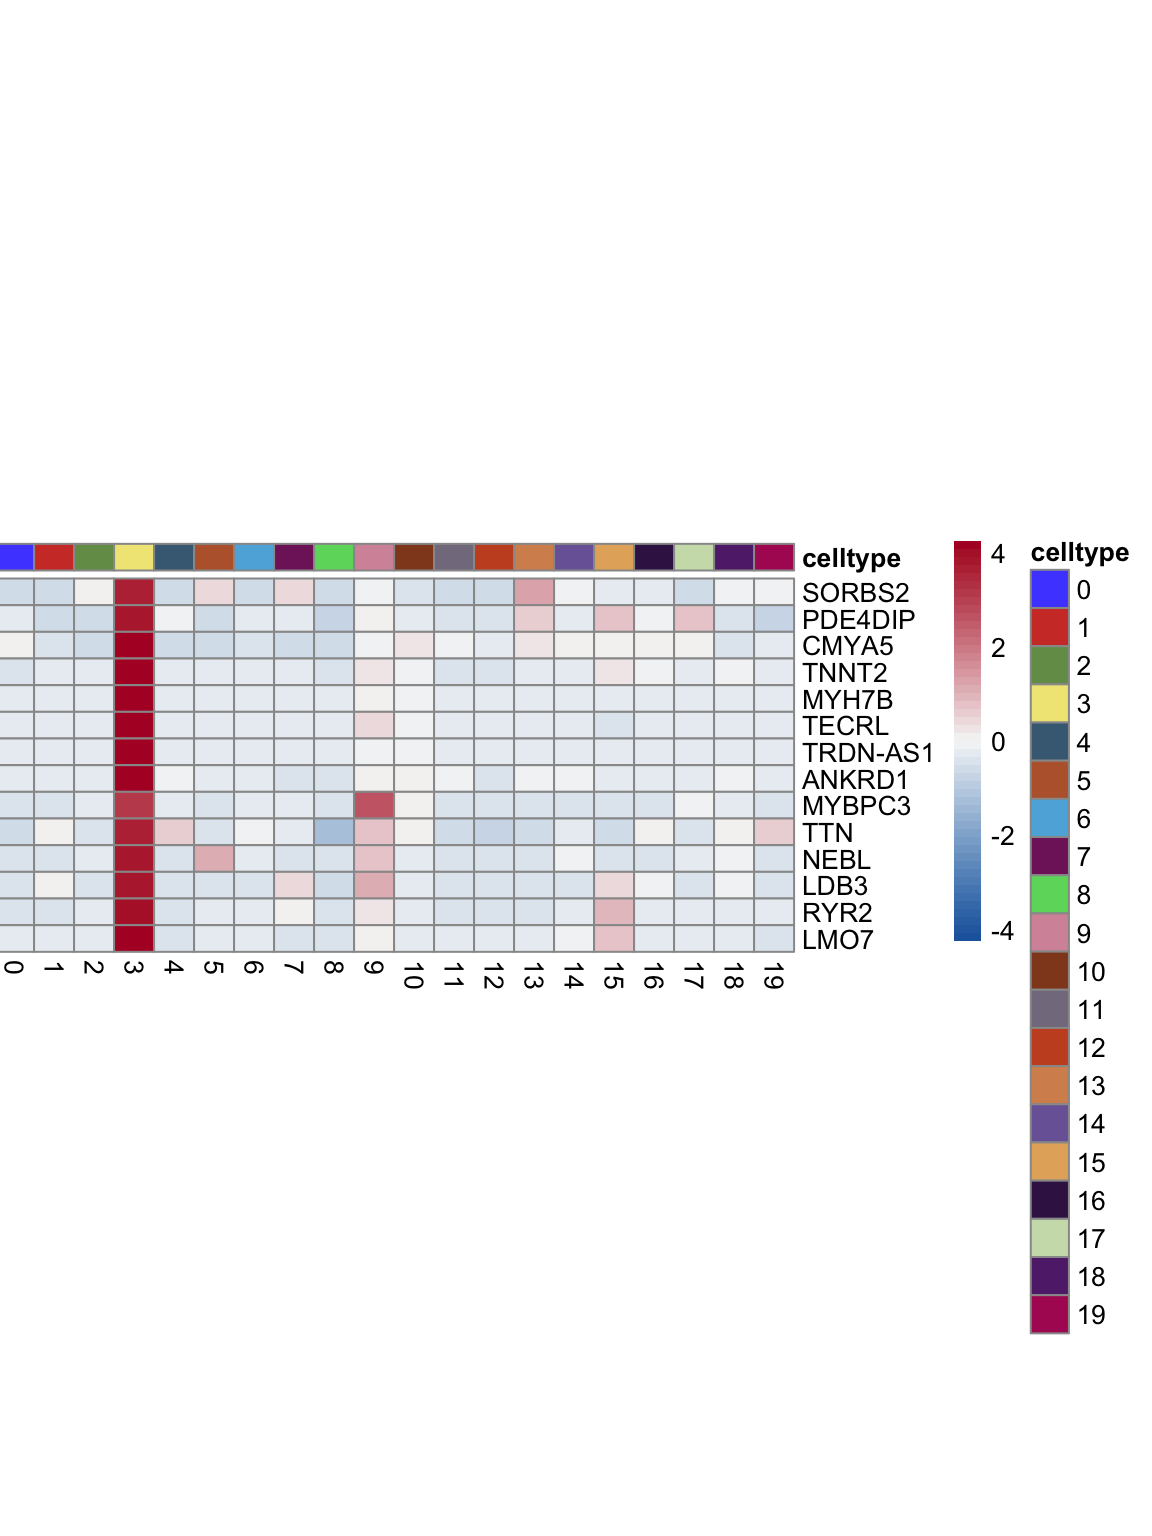 celltype
SORBS2
PDE4DIP
CMYA5
TNNT2
MYH7B
TECRL
TRDN-AS1
ANKRD1
MYBPC3
TTN
NEBL
LDB3
RYR2
LMO7
0 1 2 3 4 5 6 7 8 9 10 11 12 13 14 15 16 17 18 19
4
2
0
-2
-4
celltype
0
1
2
3
4
5
6
7
8
9
10
11
12
13
14
15
16
17
18
19